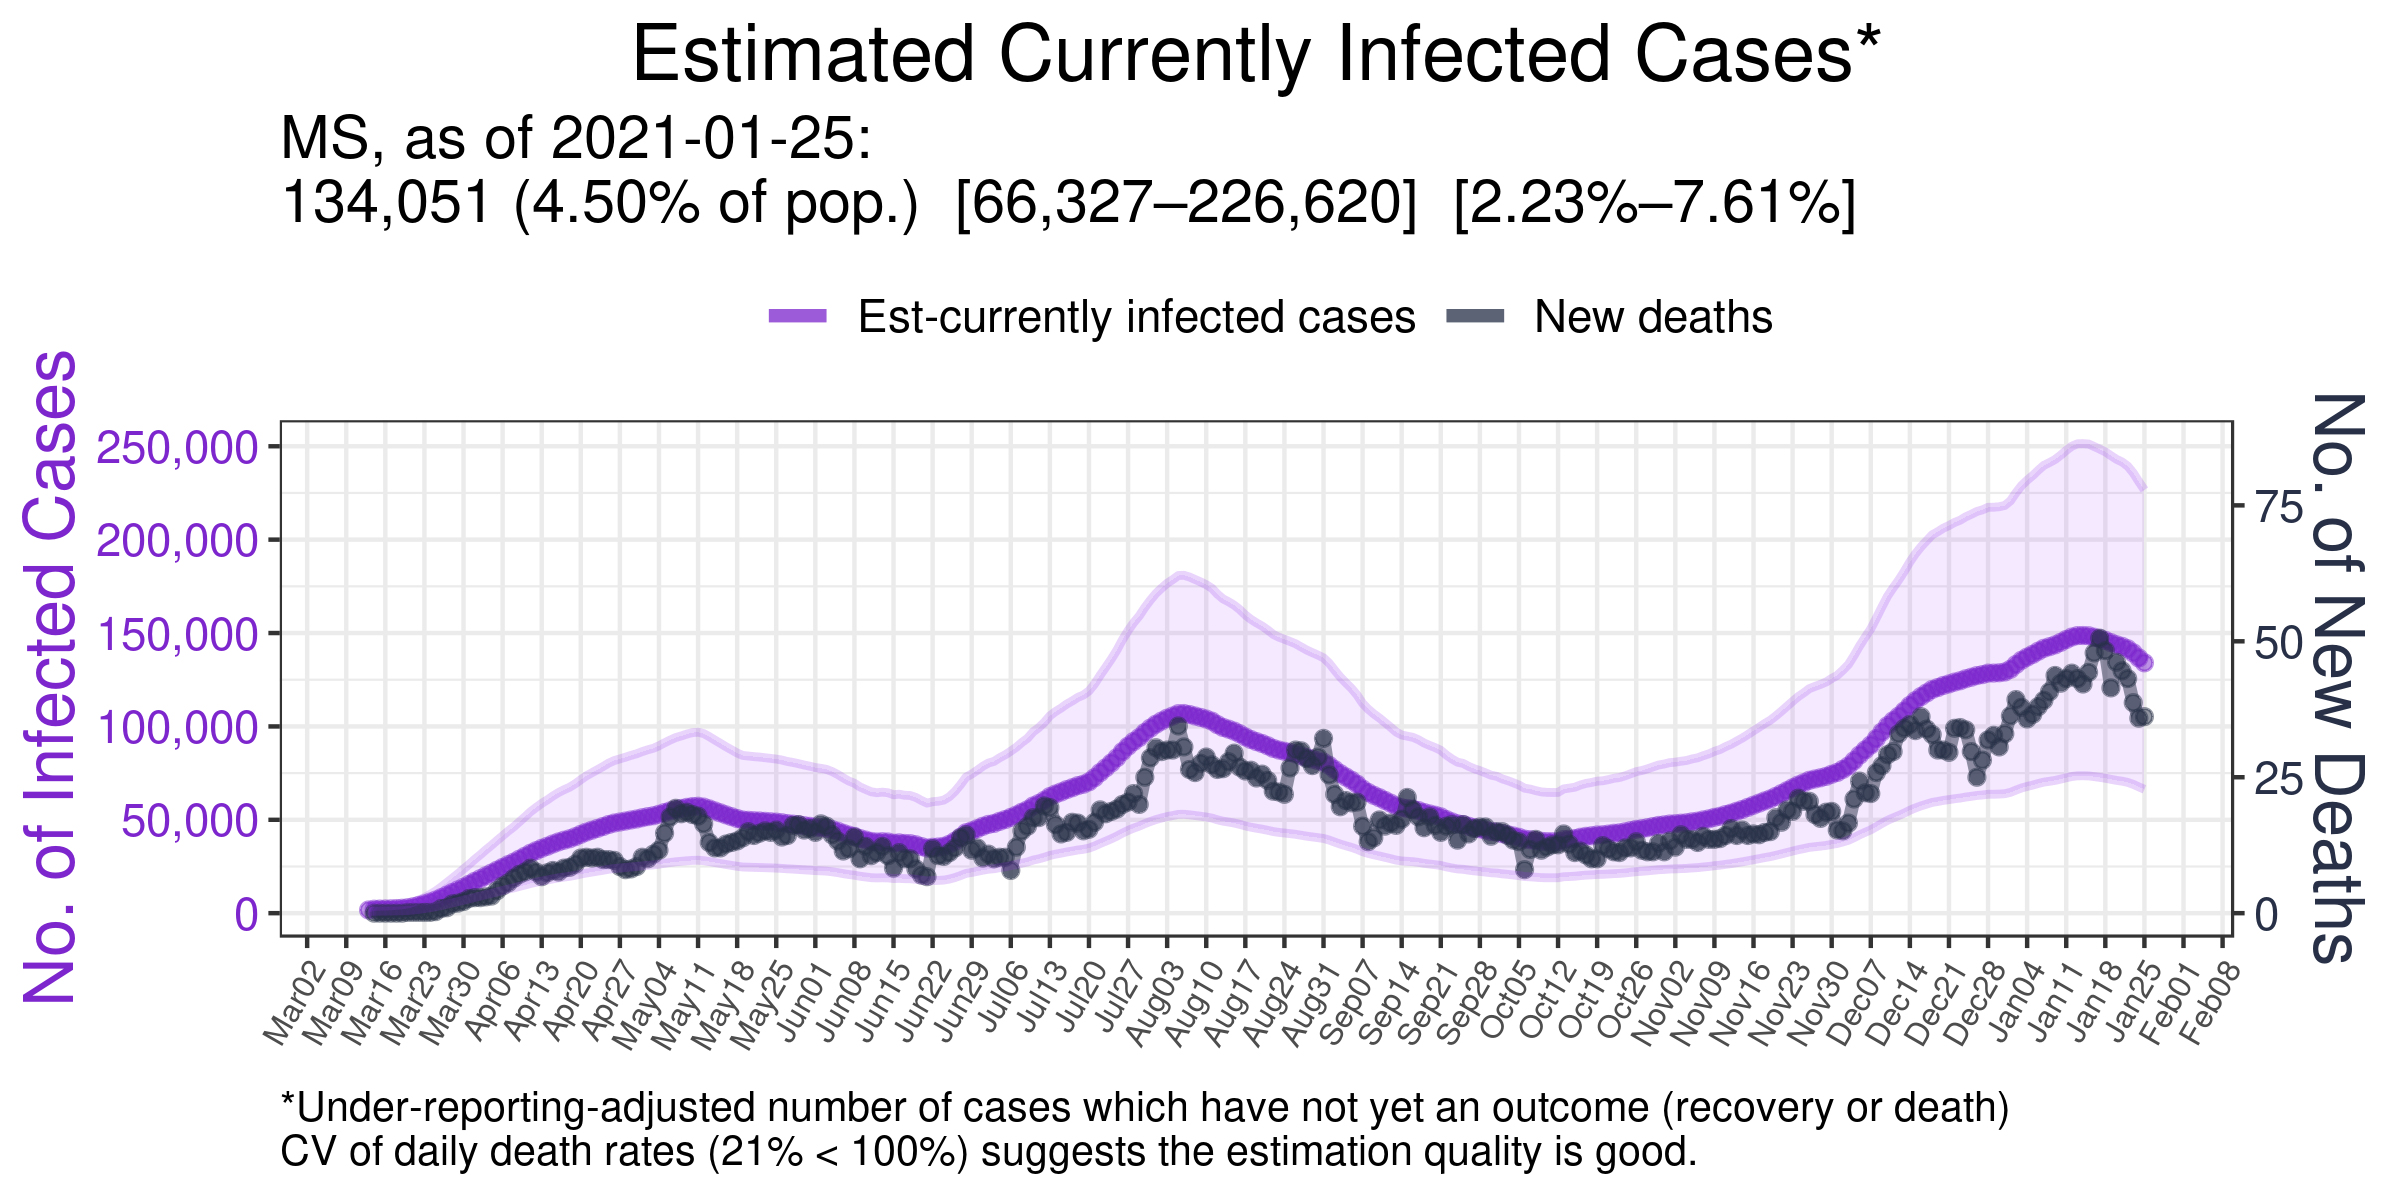 Estimated Currently Infected Cases*
MS, as of 2021-01-25:
134,051 (4.50% of pop.)  [66,327–226,620]  [2.23%–7.61%]
Est-currently infected cases
New deaths
No. of Infected Cases
250,000
200,000
150,000
100,000
50,000
0
No. of New Deaths
75
50
25
0
Mar02
Mar09
Mar16
Mar23
Mar30
Apr06
Apr13
Apr20
Apr27
May04
May11
May18
May25
Jun01
Jun08
Jun15
Jun22
Jun29
Jul06
Jul13
Jul20
Jul27
Aug03
Aug10
Aug17
Aug24
Aug31
Sep07
Sep14
Sep21
Sep28
Oct05
Oct12
Oct19
Oct26
Nov02
Nov09
Nov16
Nov23
Nov30
Dec07
Dec14
Dec21
Dec28
Jan04
Jan11
Jan18
Jan25
Feb01
Feb08
*Under-reporting-adjusted number of cases which have not yet an outcome (recovery or death)
CV of daily death rates (21% < 100%) suggests the estimation quality is good.